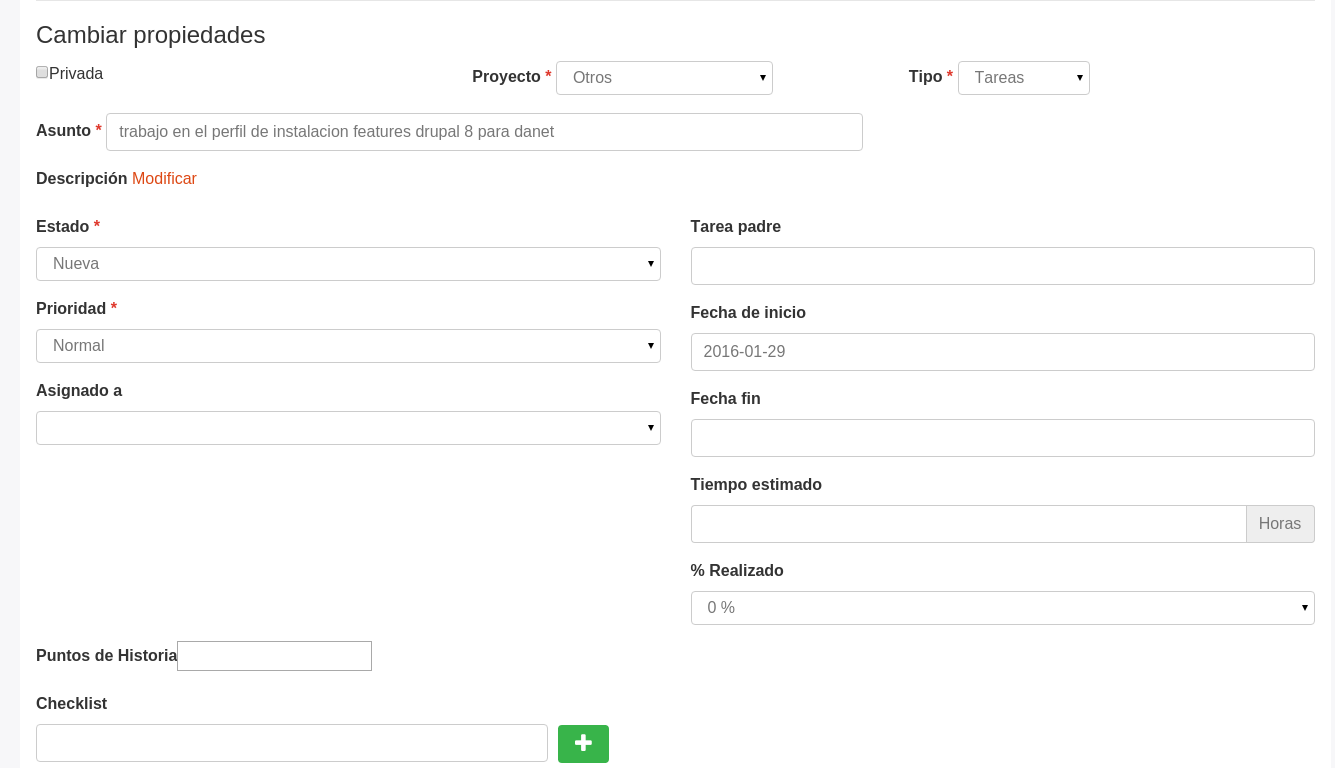 Cambiar propiedades
Privada
Proyecto * Otros
Tipo * Tareas
Asunto * trabajo en el perfil de instalacion features drupal 8 para danet
Descripción Modificar
Estado *
Nueva
Prioridad *
Normal
Asignado a
Tarea padre
Fecha de inicio
2016-01-29
Fecha fin
Tiempo estimado
Horas
% Realizado
0 %
Puntos de Historia
Checklist